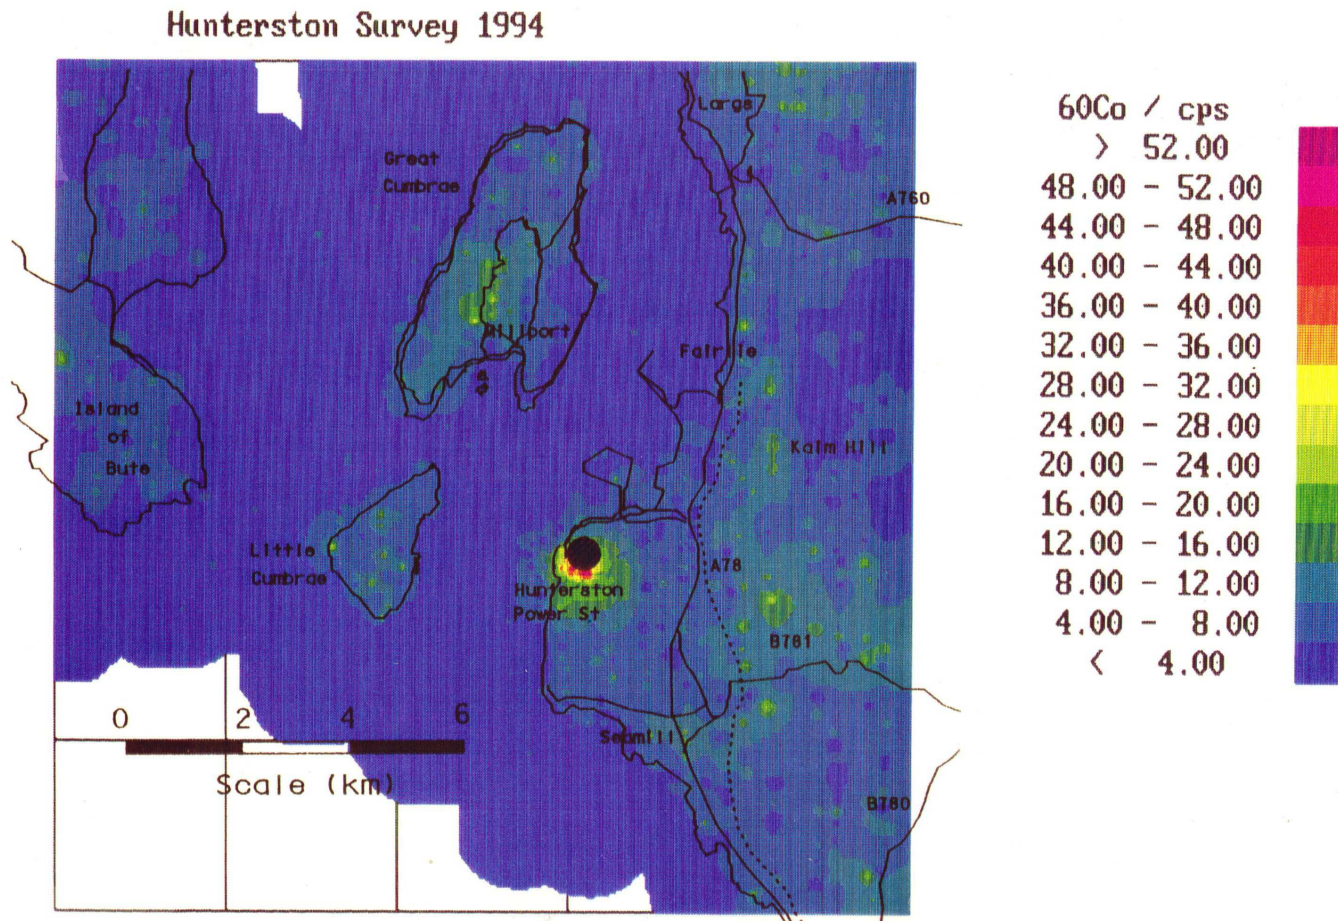 Hunterston Survey 1994
60Co / cps
> 52.00
48.00 - 52.00
44.00 - 48.00
40.00 - 44.00
36.00 - 40.00
32.00 - 36.00
28.00 - 32.00
24.00 - 28.00
20.00 - 24.00
16.00 - 20.00
12.00 - 16.00
8.00 - 12.00
4.00 - 8.00
< 4.00
Largs
Great
Cumbrae
A760
Millport
Fairlie
Island
of
Bute
Kaim Hill
Little
Cumbrae
A78
Hunterston
Power St
B781
0 2 4 6
Scale (km)
Seamill
B780